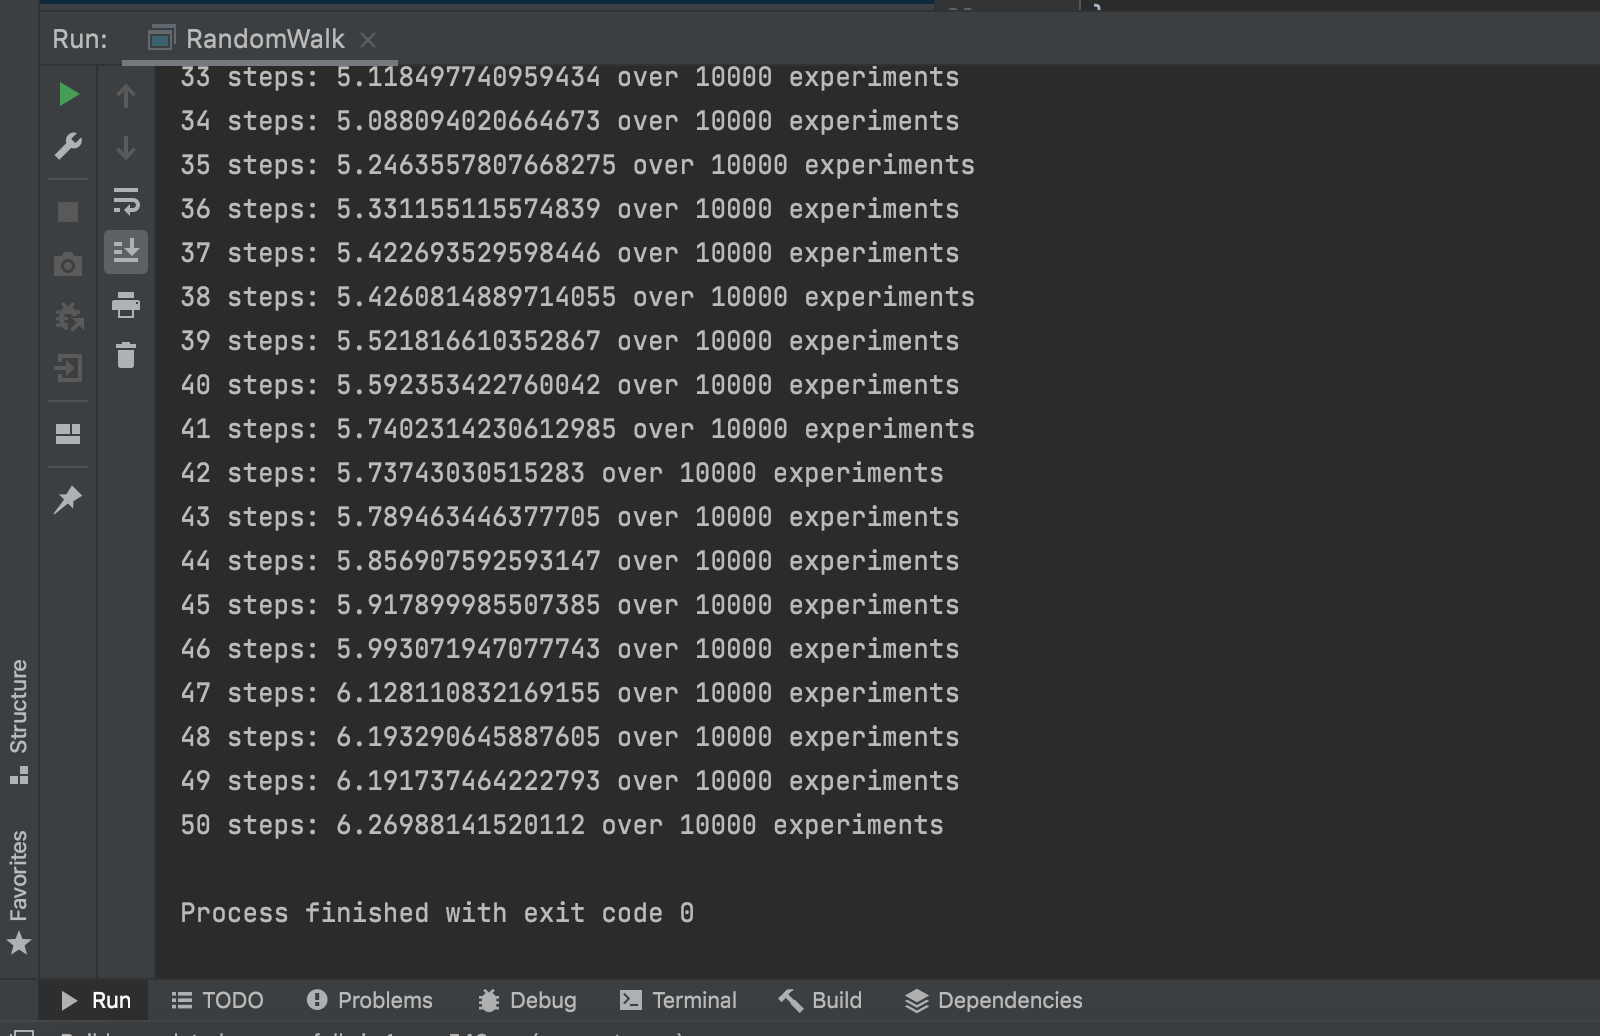 Run: RandomWalk
33 steps: 5.118497740959434 over 10000 experiments
34 steps: 5.088094020664673 over 10000 experiments
35 steps: 5.2463557807668275 over 10000 experiments
36 steps: 5.331155115574839 over 10000 experiments
37 steps: 5.422693529598446 over 10000 experiments
38 steps: 5.4260814889714055 over 10000 experiments
39 steps: 5.521816610352867 over 10000 experiments
40 steps: 5.592353422760042 over 10000 experiments
41 steps: 5.7402314230612985 over 10000 experiments
42 steps: 5.73743030515283 over 10000 experiments
43 steps: 5.789463446377705 over 10000 experiments
44 steps: 5.856907592593147 over 10000 experiments
45 steps: 5.917899985507385 over 10000 experiments
46 steps: 5.993071947077743 over 10000 experiments
47 steps: 6.128110832169155 over 10000 experiments
48 steps: 6.193290645887605 over 10000 experiments
49 steps: 6.191737464222793 over 10000 experiments
50 steps: 6.26988141520112 over 10000 experiments
Process finished with exit code 0
Structure
Favorites
Run TODO Problems Debug Terminal Build Dependencies